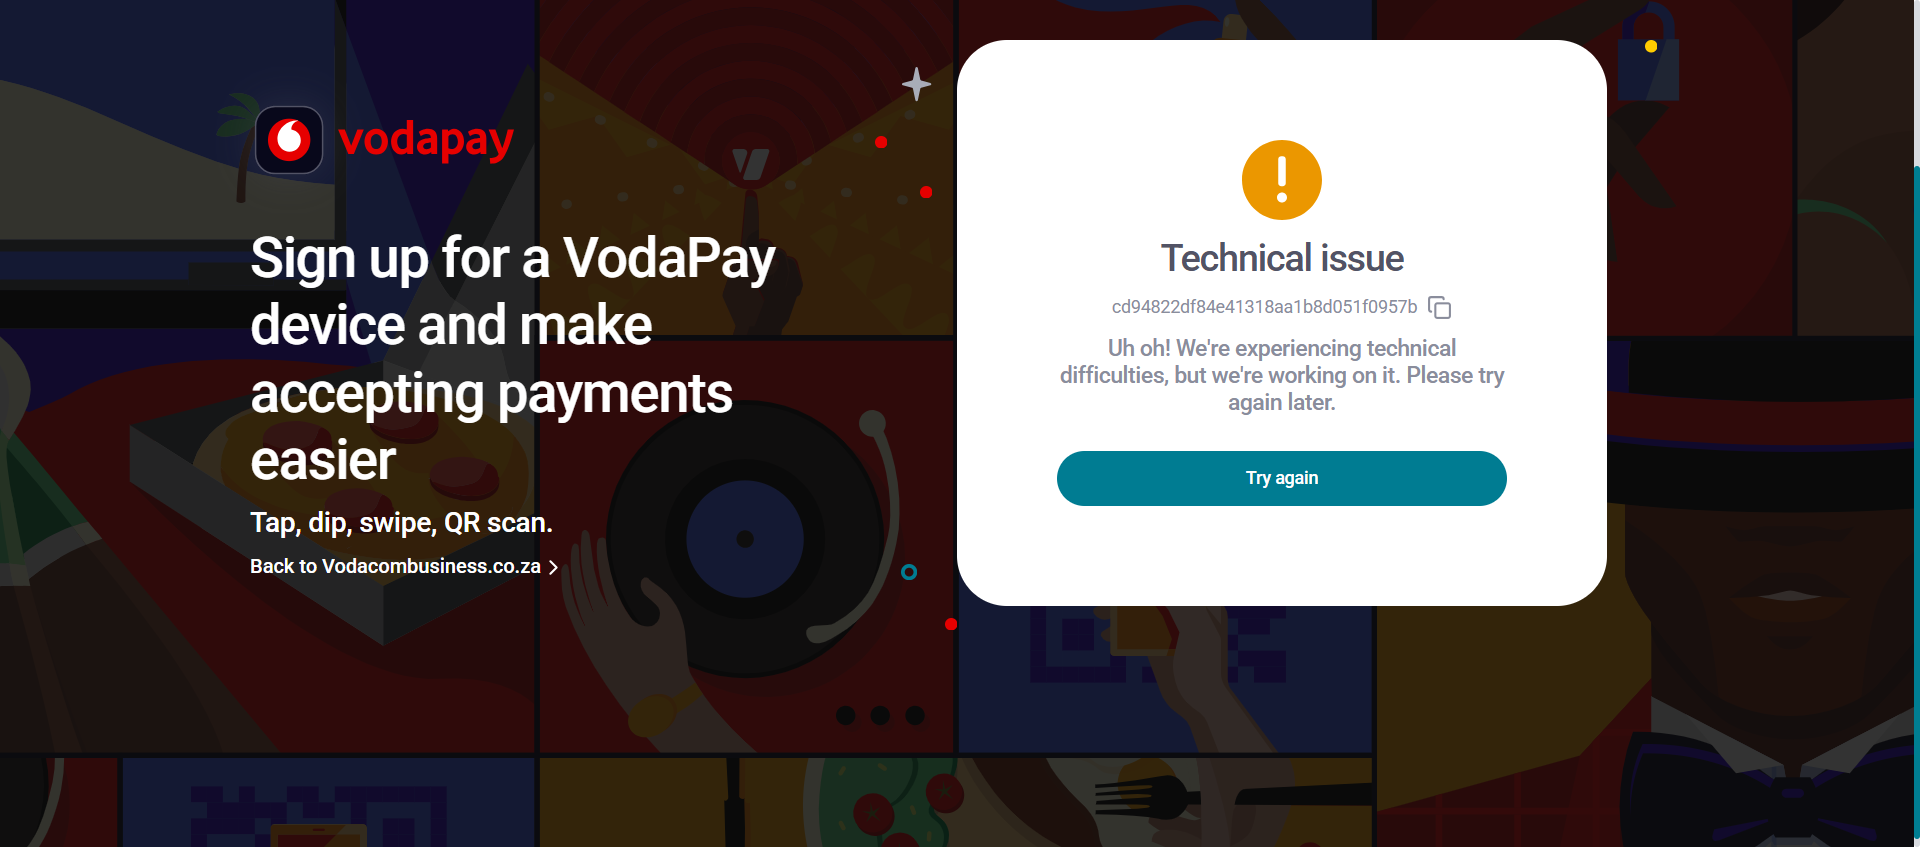 vodapay
Sign up for a VodaPay
device and make
accepting payments
easier
Tap, dip, swipe, QR scan.
Back to Vodacombusiness.co.za
Technical issue
cd94822df84e41318aa1b8d051f0957b
Uh oh! We're experiencing technical
difficulties, but we're working on it. Please try
again later.
Try again